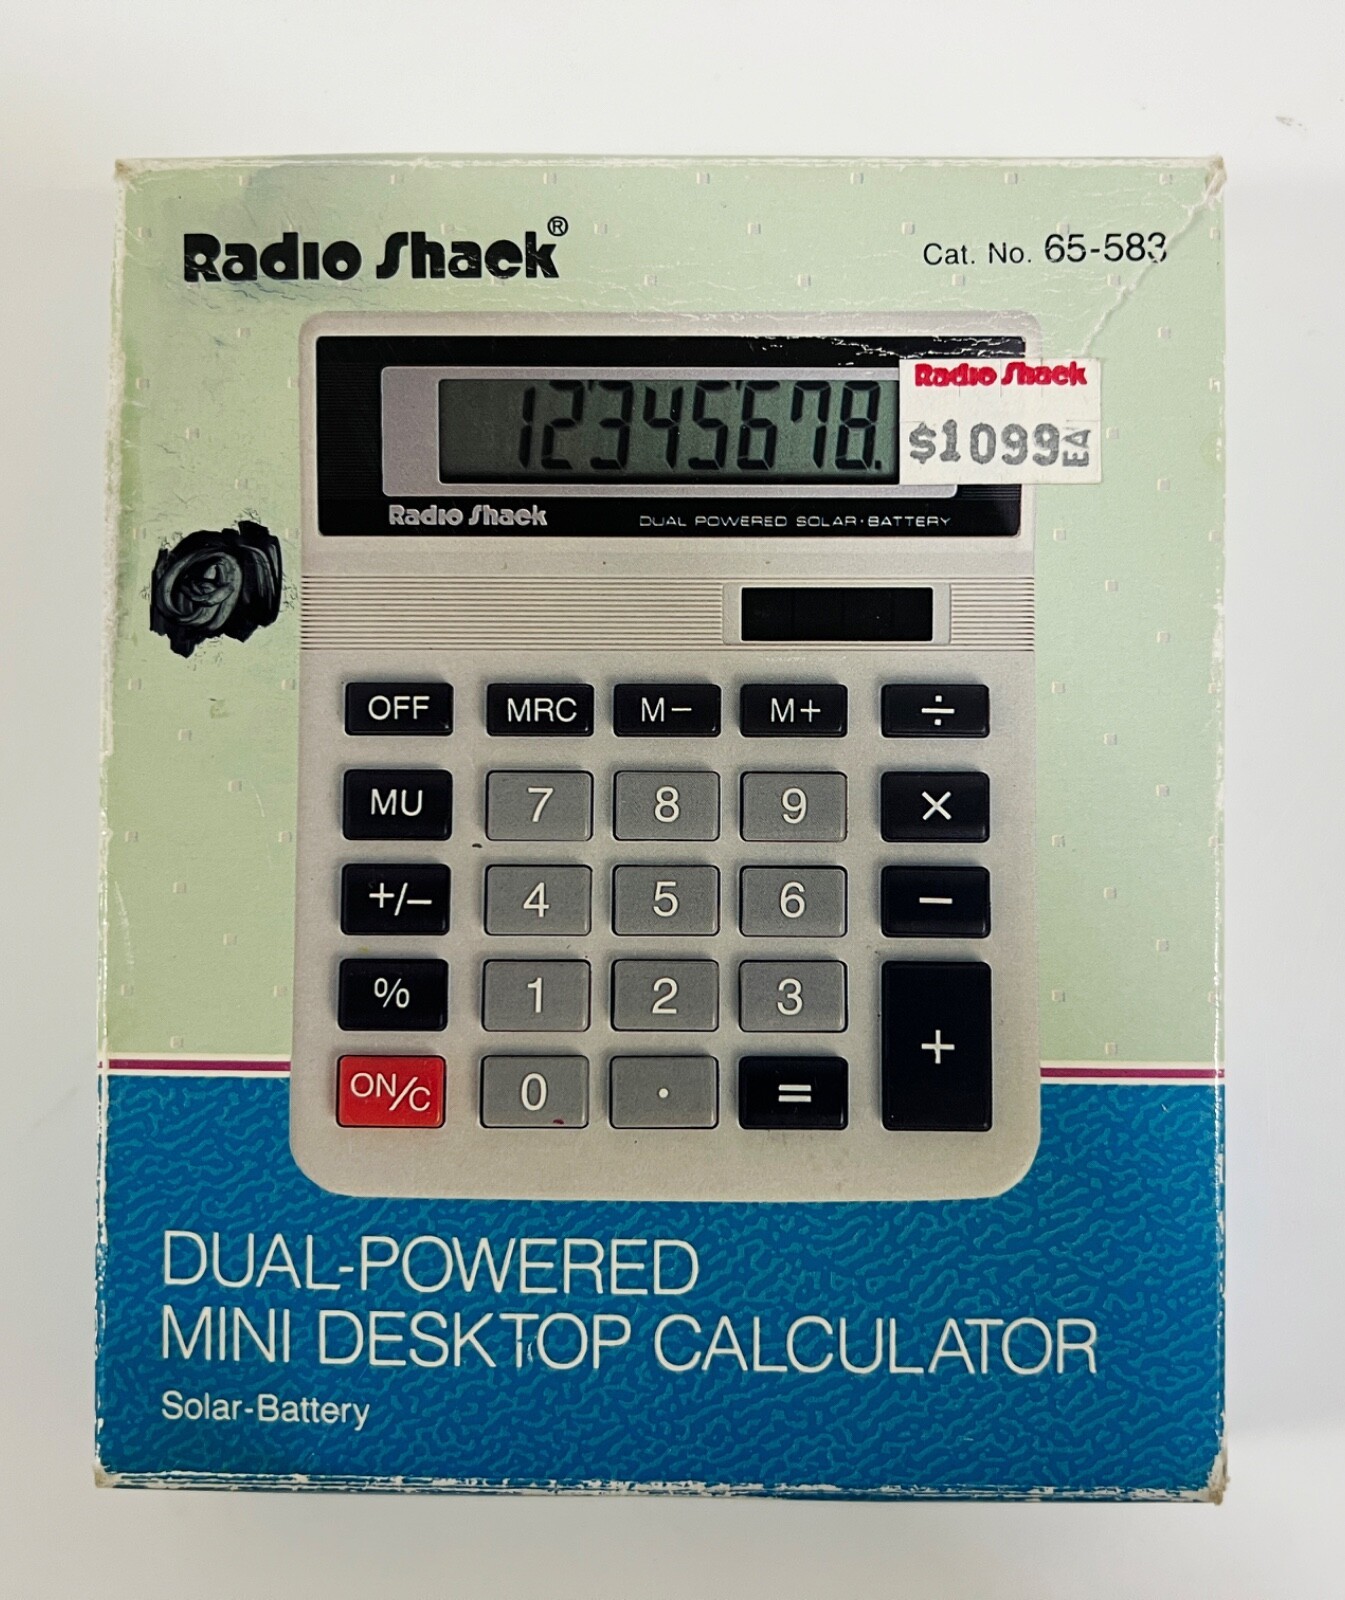 Radio Shack®
Cat. No. 65-583
12345678.
Radio Shack
$1099 EA
Radio Shack
DUAL POWERED SOLAR·BATTERY
OFF MRC M− M+ ÷
MU 7 8 9 ×
+/− 4 5 6 −
% 1 2 3 +
ON/C 0 · =
DUAL-POWERED
MINI DESKTOP CALCULATOR
Solar-Battery